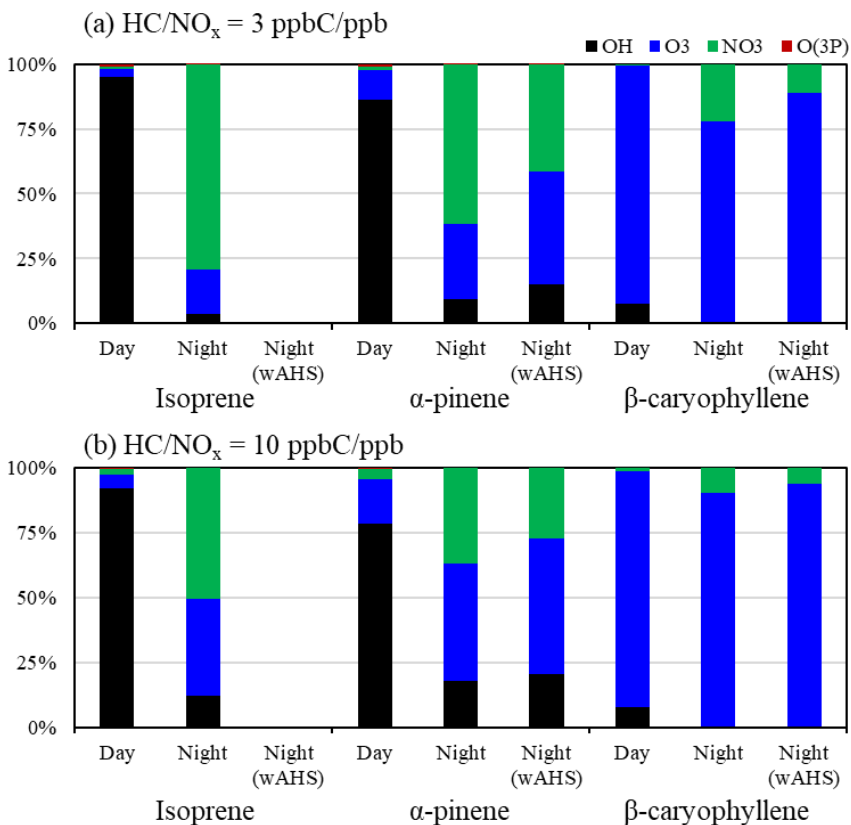 (a) HC/NOx = 3 ppbC/ppb
OH O3 NO3 O(3P)
100%
75%
50%
25%
0%
Day Night Night (wAHS) Day Night Night (wAHS) Day Night Night (wAHS)
Isoprene α-pinene β-caryophyllene
(b) HC/NOx = 10 ppbC/ppb
100%
75%
50%
25%
0%
Day Night Night (wAHS) Day Night Night (wAHS) Day Night Night (wAHS)
Isoprene α-pinene β-caryophyllene